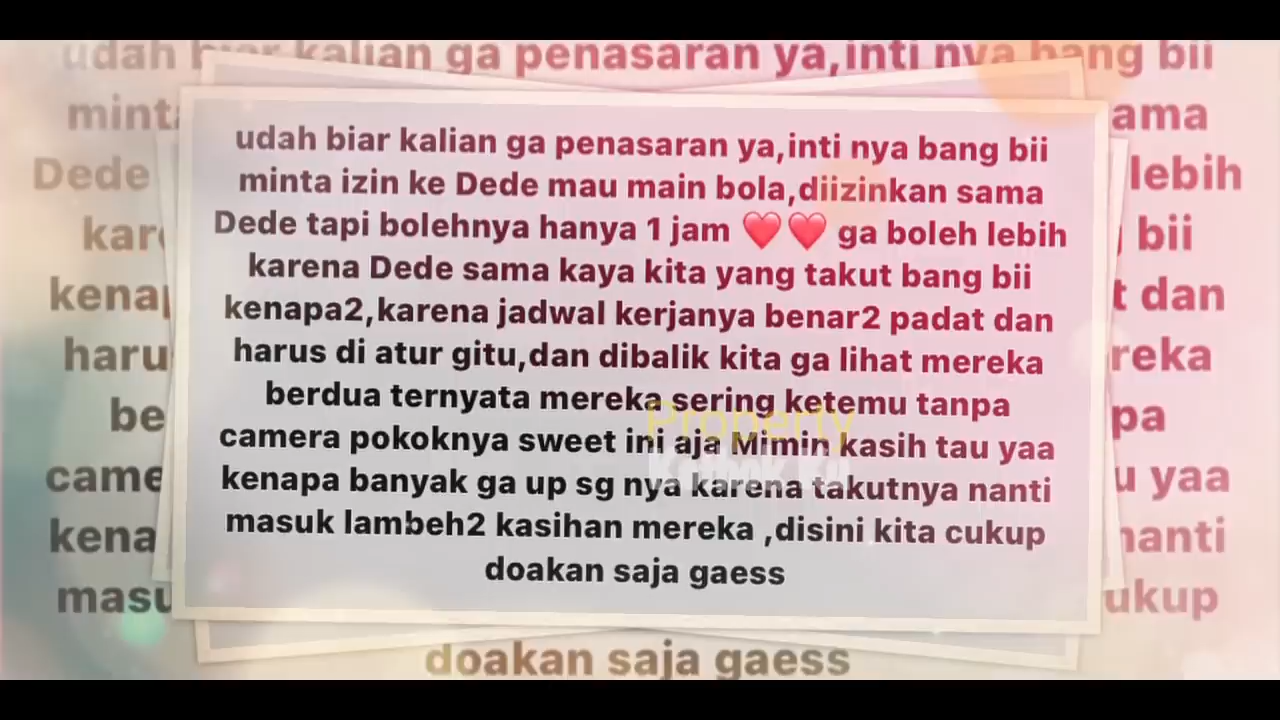 udah biar kalian ga penasaran ya,inti nya bang bii
minta izin ke Dede mau main bola,diizinkan sama
Dede tapi bolehnya hanya 1 jam ❤️❤️ ga boleh lebih
karena Dede sama kaya kita yang takut bang bii
kenapa2,karena jadwal kerjanya benar2 padat dan
harus di atur gitu,dan dibalik kita ga lihat mereka
berdua ternyata mereka sering ketemu tanpa
camera pokoknya sweet ini aja Mimin kasih tau yaa
kenapa banyak ga up sg nya karena takutnya nanti
masuk lambeh2 kasihan mereka ,disini kita cukup
doakan saja gaess
Property
doakan saja gaess